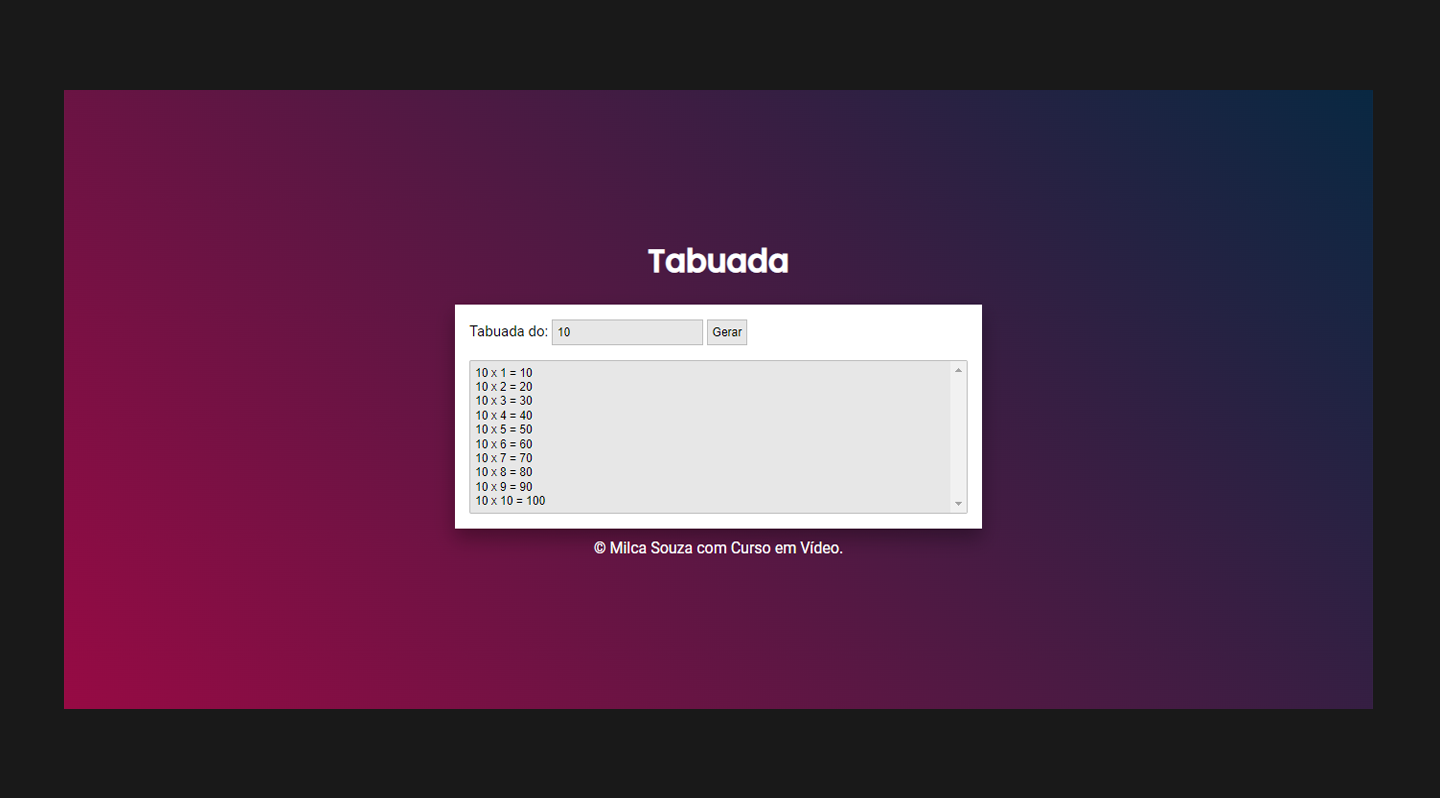 Tabuada
Tabuada do: 10 Gerar
10 x 1 = 10
10 x 2 = 20
10 x 3 = 30
10 x 4 = 40
10 x 5 = 50
10 x 6 = 60
10 x 7 = 70
10 x 8 = 80
10 x 9 = 90
10 x 10 = 100
© Milca Souza com Curso em Vídeo.